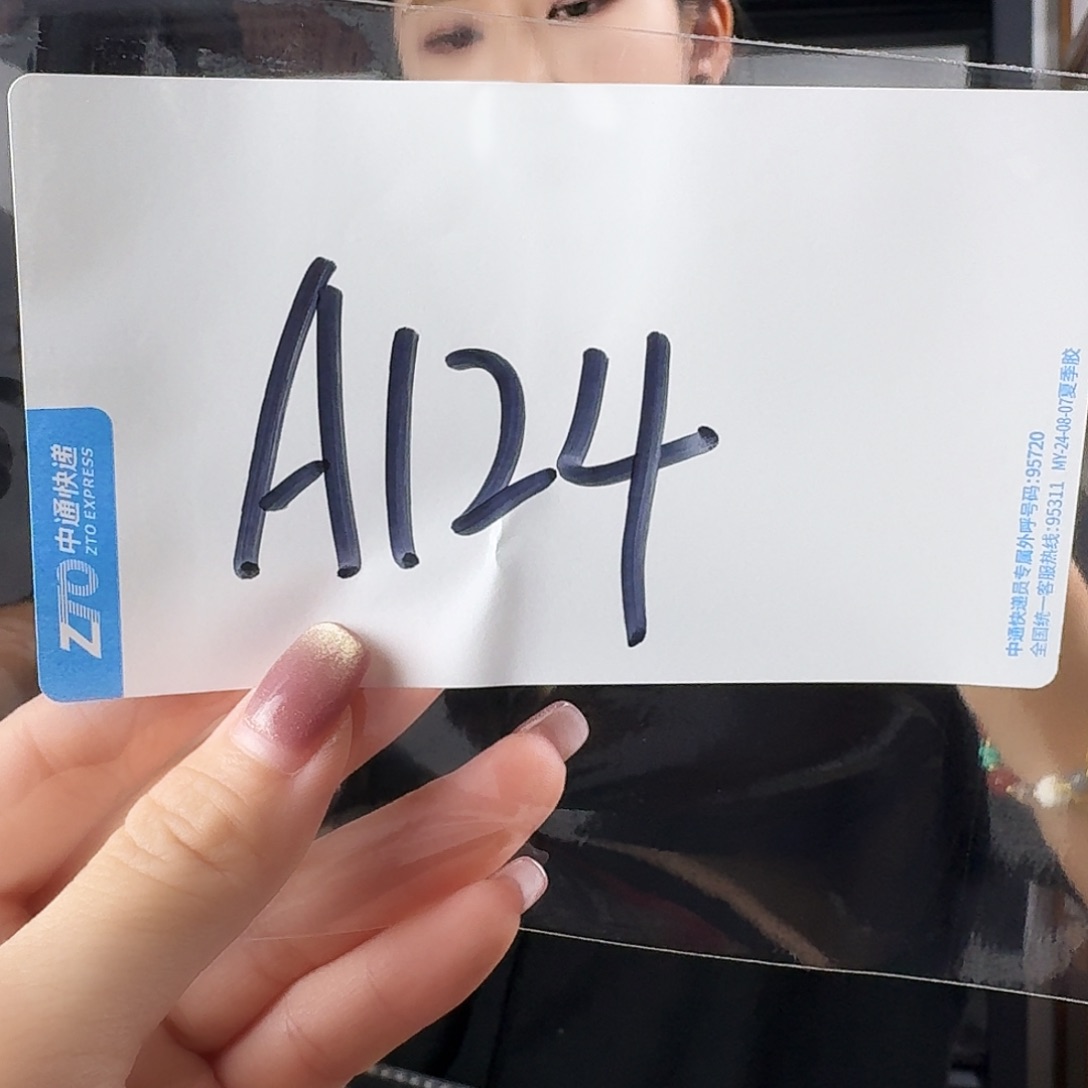 A124
ZTO 中通快递
ZTO EXPRESS
中通快递员专属外呼号码:95720
全国统一客服热线:95311 MY-24-08-07夏季胶